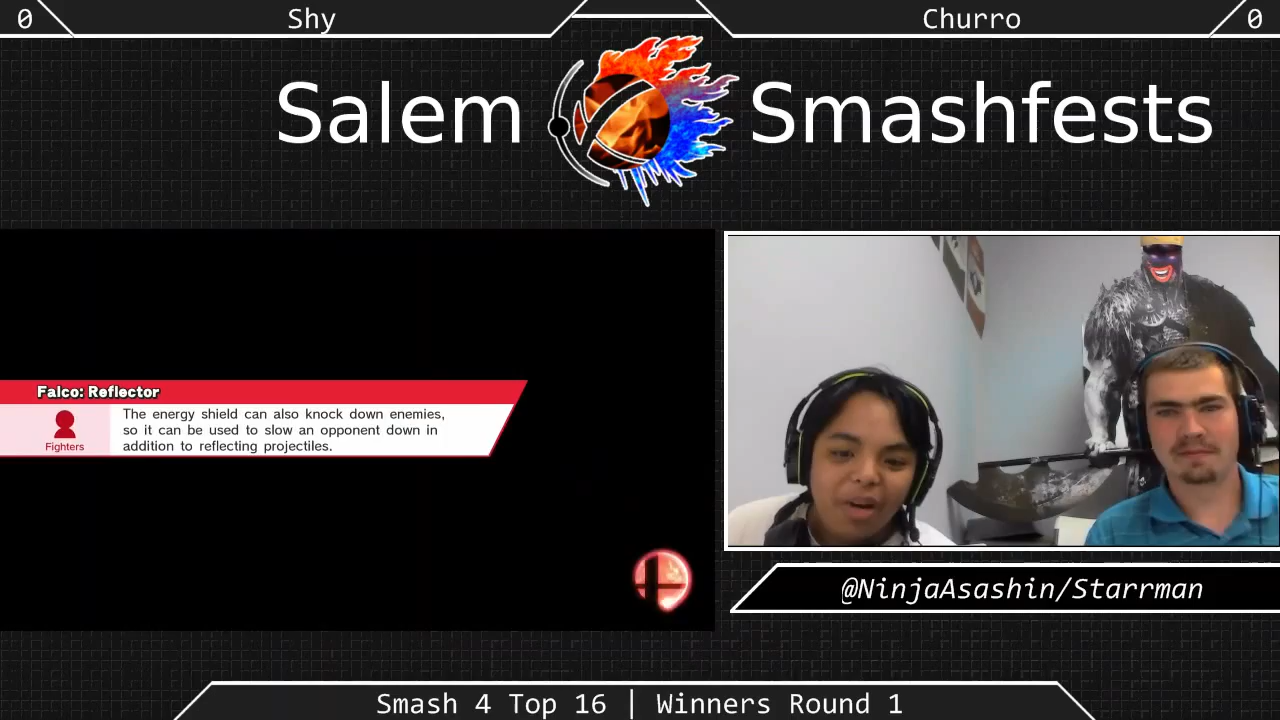 0 Shy Churro 0
Salem Smashfests
Falco: Reflector
The energy shield can also knock down enemies,
so it can be used to slow an opponent down in
addition to reflecting projectiles.
Fighters
@NinjaAsashin/Starrman
Smash 4 Top 16 | Winners Round 1